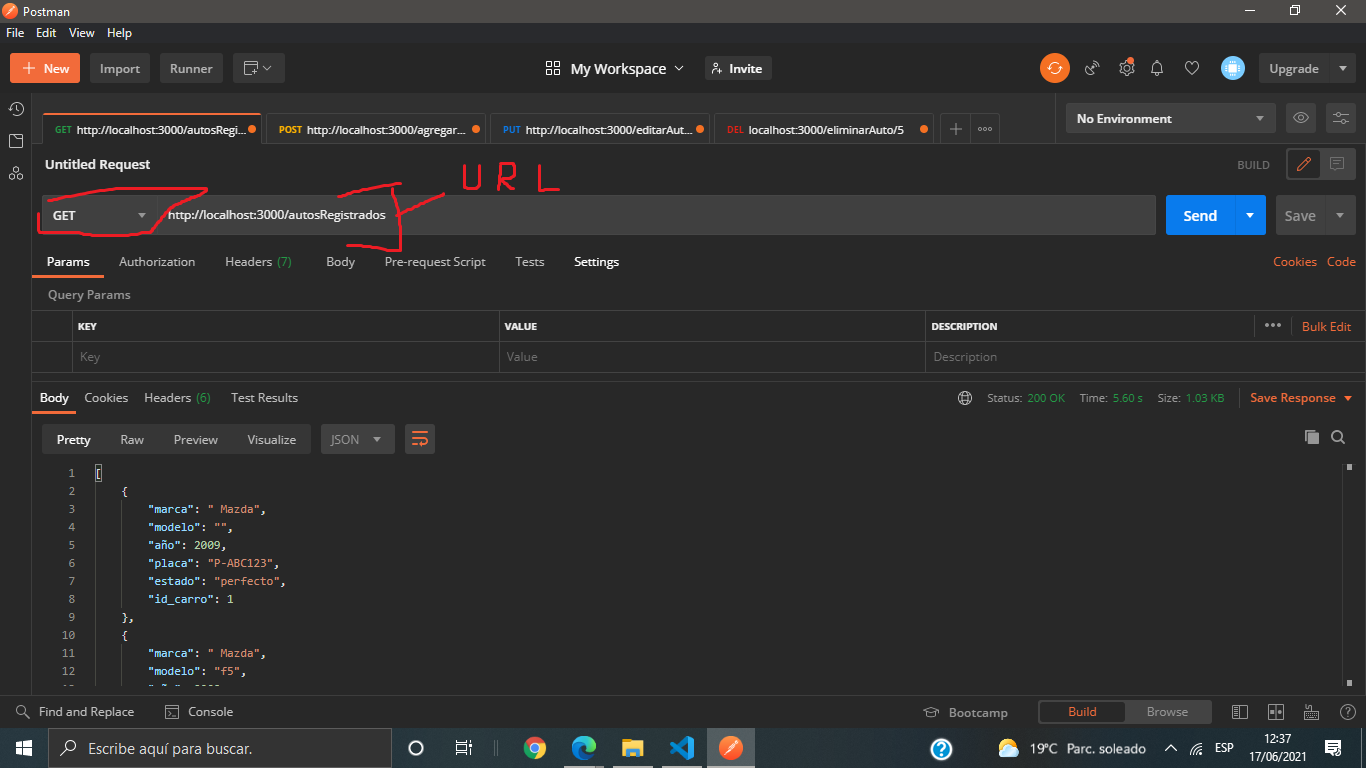 Postman
File Edit View Help
New Import Runner My Workspace Invite Upgrade
GET http://localhost:3000/autosRegi... POST http://localhost:3000/agregar... PUT http://localhost:3000/editarAut... DEL localhost:3000/eliminarAuto/5 No Environment
Untitled Request BUILD
URL
GET http://localhost:3000/autosRegistrados Send Save
Params Authorization Headers (7) Body Pre-request Script Tests Settings Cookies Code
Query Params
KEY VALUE DESCRIPTION Bulk Edit
Key Value Description
Body Cookies Headers (6) Test Results Status: 200 OK Time: 5.60 s Size: 1.03 KB Save Response
Pretty Raw Preview Visualize JSON
1 [
2 {
3 "marca": " Mazda",
4 "modelo": "",
5 "año": 2009,
6 "placa": "P-ABC123",
7 "estado": "perfecto",
8 "id_carro": 1
9 },
10 {
11 "marca": " Mazda",
12 "modelo": "f5",
Find and Replace Console Bootcamp Build Browse
Escribe aquí para buscar. 19°C Parc. soleado ESP 12:37
17/06/2021